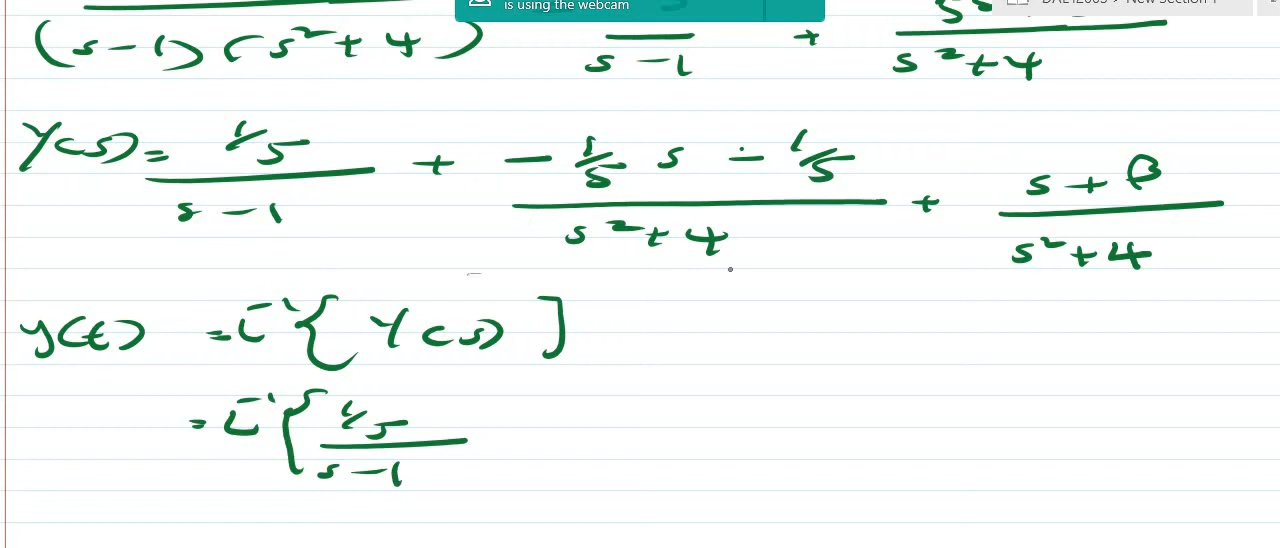 is using the webcam
(s-1)(s²+4) s-1 + s²+4
Y(s) = 1/5 / s-1 + -1/5 s - 1/5 / s²+4 + s+β / s²+4
y(t) = L⁻¹{ Y(s) ]
= L⁻¹{ 1/5 / s-1